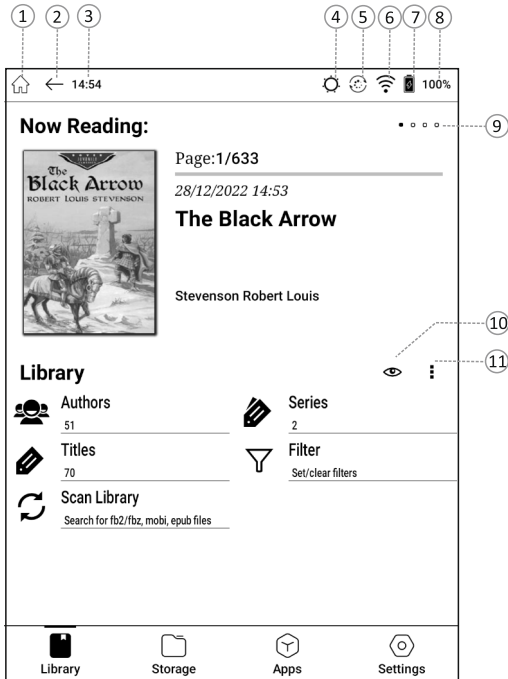 1 2 3 4 5 6 7 8
14:54 100%
Now Reading:
9
The
Black Arrow
ROBERT LOUIS STEVENSON
Page:1/633
28/12/2022 14:53
The Black Arrow
Stevenson Robert Louis
10
11
Library
Authors
51
Series
2
Titles
70
Filter
Set/clear filters
Scan Library
Search for fb2/fbz, mobi, epub files
Library Storage Apps Settings